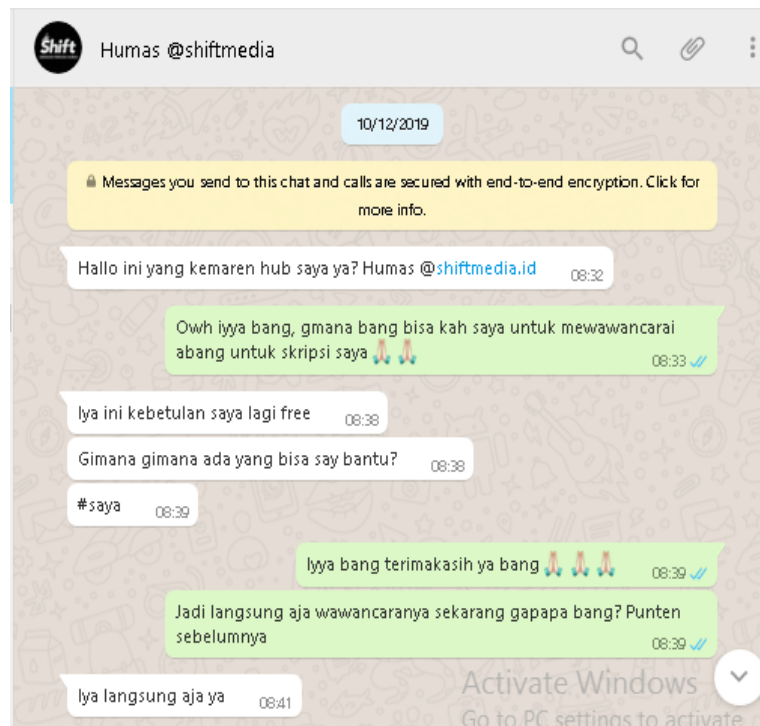 Shift
Humas @shiftmedia
10/12/2019
Messages you send to this chat and calls are secured with end-to-end encryption. Click for
more info.
Hallo ini yang kemaren hub saya ya? Humas @shiftmedia.id 08:32
Owh iyya bang, gmana bang bisa kah saya untuk mewawancarai
abang untuk skripsi saya 🙏🙏 08:33
Iya ini kebetulan saya lagi free 08:38
Gimana gimana ada yang bisa say bantu? 08:38
#saya 08:39
Iyya bang terimakasih ya bang 🙏🙏🙏 08:39
Jadi langsung aja wawancaranya sekarang gapapa bang? Punten
sebelumnya 08:39
Iya langsung aja ya 08:41
Activate Windows
Go to PC settings to activate